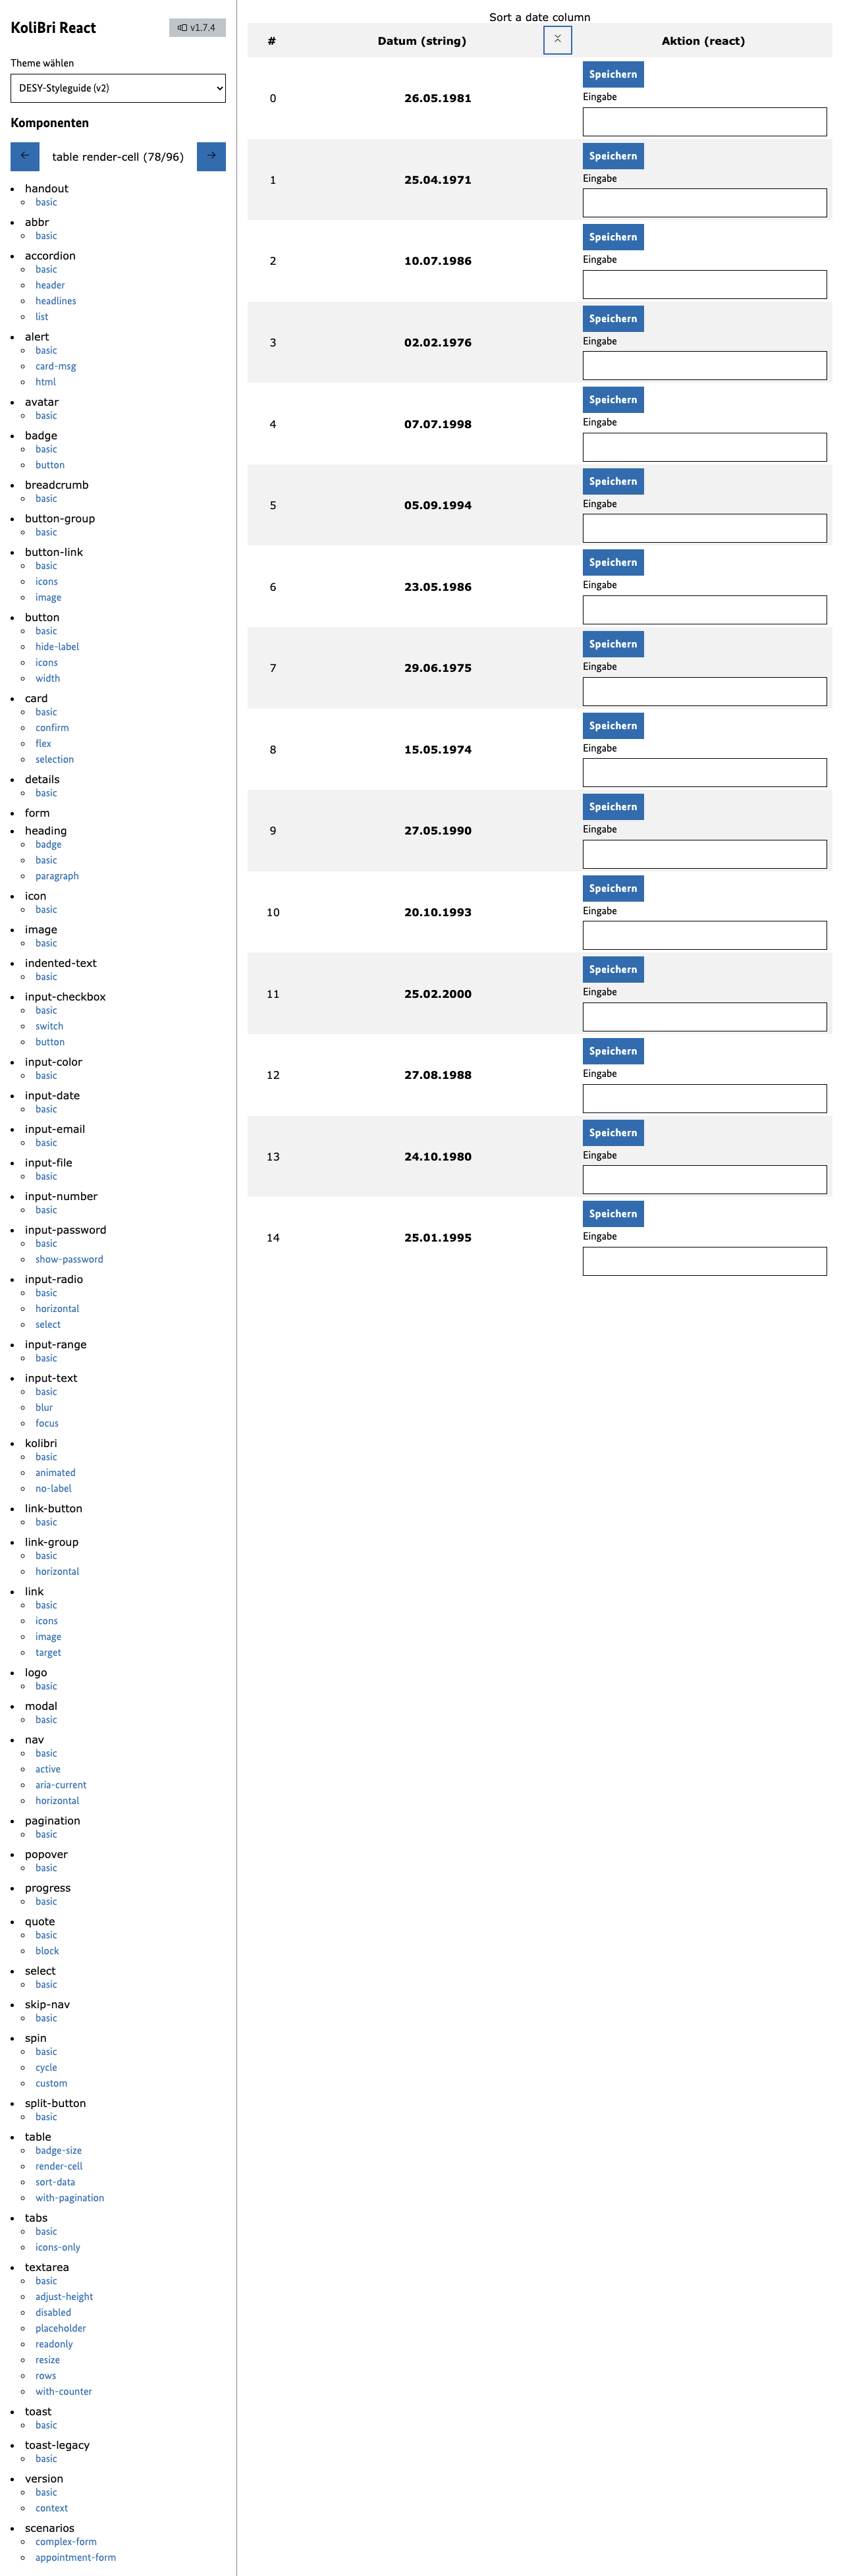 KoliBri React
v1.7.4
Theme wählen
DESY-Styleguide (v2)
Komponenten
← table render-cell (78/96) →
handout
basic
abbr
basic
accordion
basic
header
headlines
list
alert
basic
card-msg
html
avatar
basic
badge
basic
button
breadcrumb
basic
button-group
basic
button-link
basic
icons
image
button
basic
hide-label
icons
width
card
basic
confirm
flex
selection
details
basic
form
heading
badge
basic
paragraph
icon
basic
image
basic
indented-text
basic
input-checkbox
basic
switch
button
input-color
basic
input-date
basic
input-email
basic
input-file
basic
input-number
basic
input-password
basic
show-password
input-radio
basic
horizontal
select
input-range
basic
input-text
basic
blur
focus
kolibri
basic
animated
no-label
link-button
basic
link-group
basic
horizontal
link
basic
icons
image
target
logo
basic
modal
basic
nav
basic
active
aria-current
horizontal
pagination
basic
popover
basic
progress
basic
quote
basic
block
select
basic
skip-nav
basic
spin
basic
cycle
custom
split-button
basic
table
badge-size
render-cell
sort-data
with-pagination
tabs
basic
icons-only
textarea
basic
adjust-height
disabled
placeholder
readonly
resize
rows
with-counter
toast
basic
toast-legacy
basic
version
basic
context
scenarios
complex-form
appointment-form
Sort a date column
# Datum (string) Aktion (react)
Speichern
0 26.05.1981 Eingabe
Speichern
1 25.04.1971 Eingabe
Speichern
2 10.07.1986 Eingabe
Speichern
3 02.02.1976 Eingabe
Speichern
4 07.07.1998 Eingabe
Speichern
5 05.09.1994 Eingabe
Speichern
6 23.05.1986 Eingabe
Speichern
7 29.06.1975 Eingabe
Speichern
8 15.05.1974 Eingabe
Speichern
9 27.05.1990 Eingabe
Speichern
10 20.10.1993 Eingabe
Speichern
11 25.02.2000 Eingabe
Speichern
12 27.08.1988 Eingabe
Speichern
13 24.10.1980 Eingabe
Speichern
14 25.01.1995 Eingabe